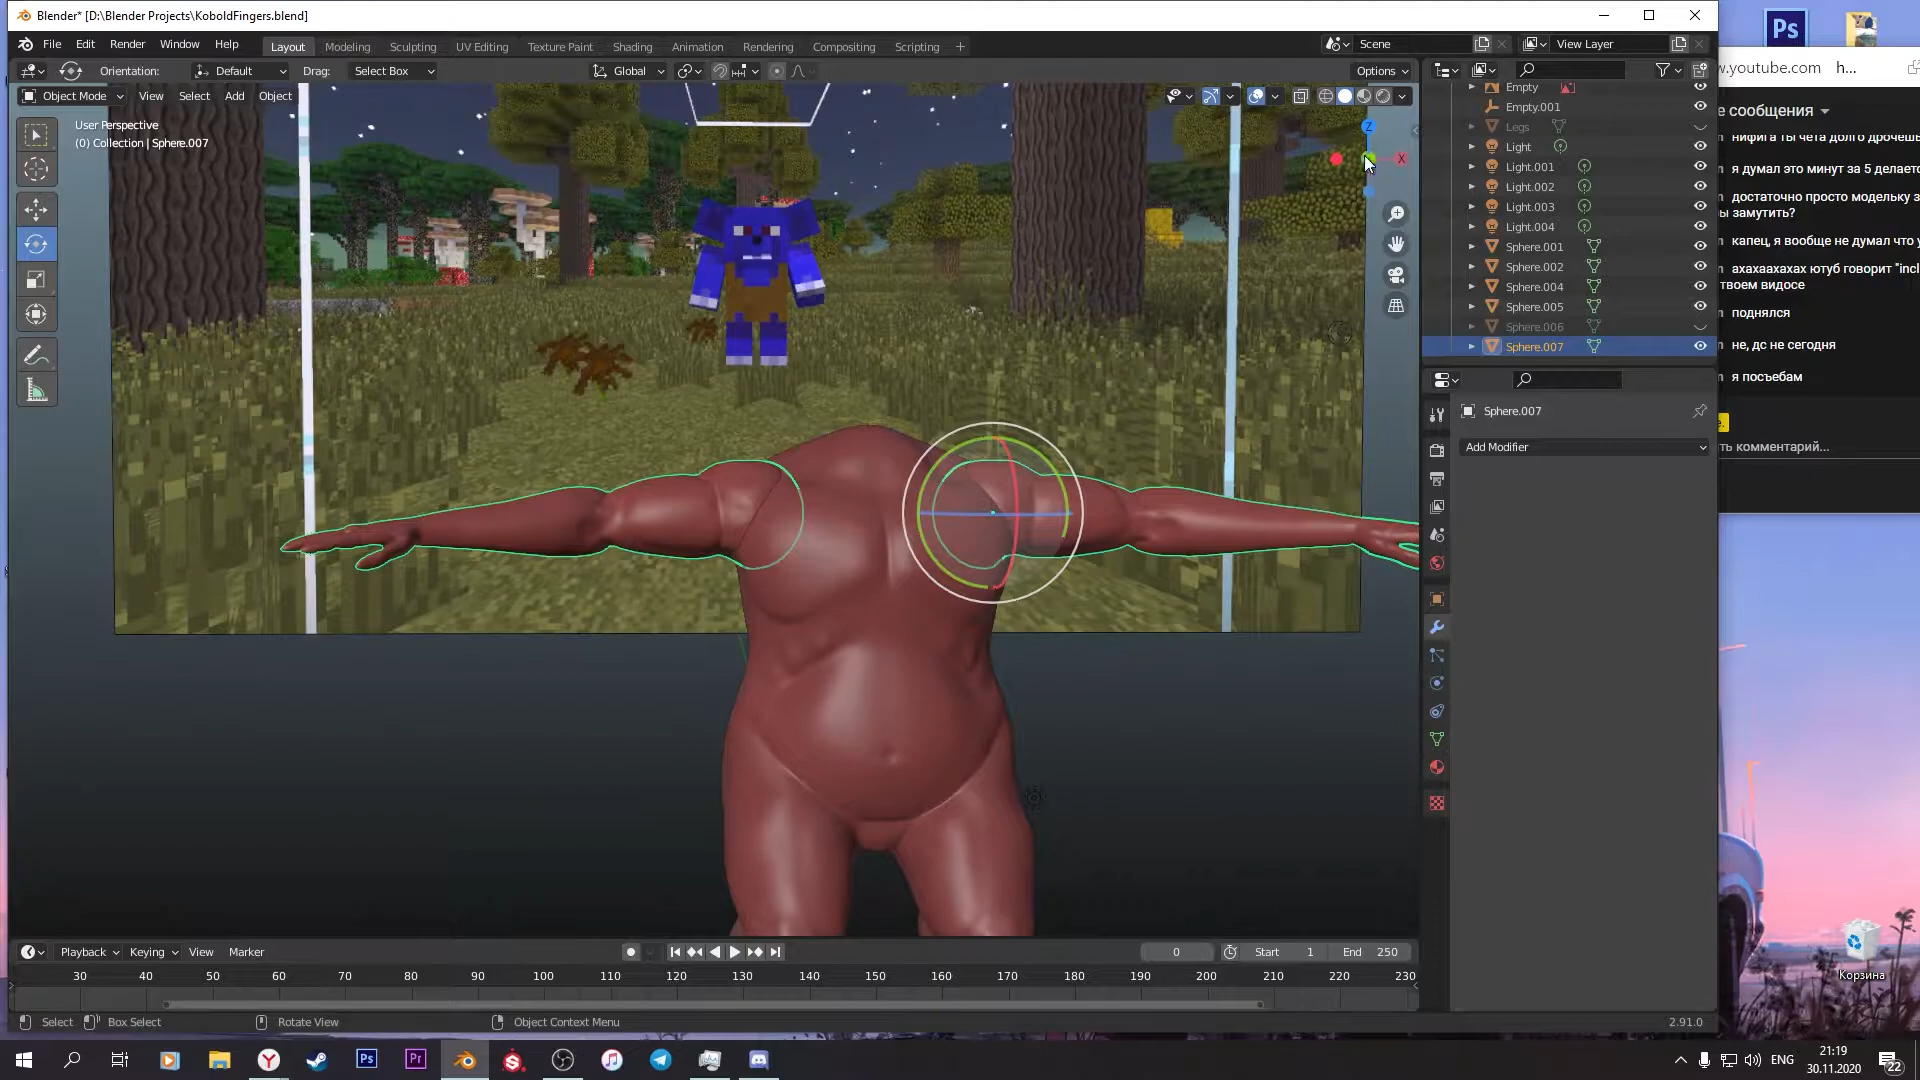 Blender* [D:\Blender Projects\KoboldFingers.blend]
File Edit Render Window Help
Layout Modeling Sculpting UV Editing Texture Paint Shading Animation Rendering Compositing Scripting +
Scene
View Layer
Orientation: Default Drag: Select Box
Global
Options
Object Mode View Select Add Object
User Perspective
(0) Collection | Sphere.007
Z
X
Empty
Empty.001
Legs
Light
Light.001
Light.002
Light.003
Light.004
Sphere.001
Sphere.002
Sphere.004
Sphere.005
Sphere.006
Sphere.007
Sphere.007
Add Modifier
Ps
w.youtube.com h...
е сообщения
нифига ты чета долго дрочешь
я думал это минут за 5 делаетс
достаточно просто модельку з
ы замутить?
капец, я вообще не думал что у
ахахаахахах ютуб говорит "incl
твоем видосе
поднялся
не, дс не сегодня
я посъебам
ть комментарий...
Корзина
Playback Keying View Marker
0 Start 1 End 250
30 40 50 60 70 80 90 100 110 120 130 140 150 160 170 180 190 200 210 220 230
Select Box Select Rotate View Object Context Menu
2.91.0
Ps Pr
ENG
21:19
30.11.2020
22